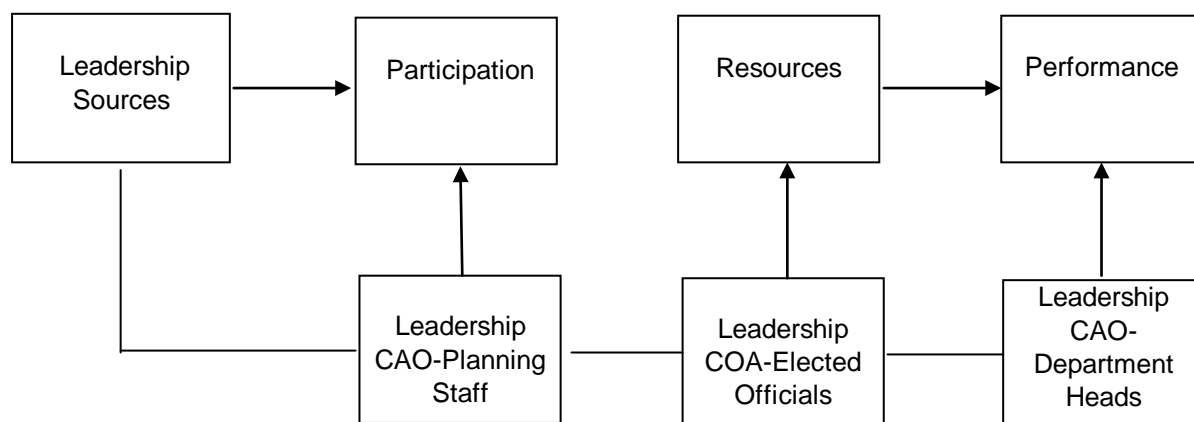 Leadership
Sources
Participation
Resources
Performance
Leadership
CAO-Planning
Staff
Leadership
COA-Elected
Officials
Leadership
CAO-
Department
Heads